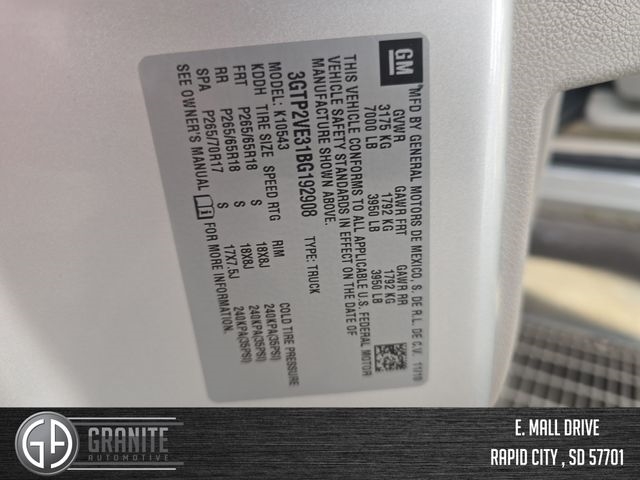 GM
MFD BY GENERAL MOTORS DE MEXICO, S. DE R.L. DE C.V. 11/10
GVWR GAWR FRT GAWR RR
3175 KG 1792 KG 1792 KG
7000 LB 3950 LB 3950 LB
THIS VEHICLE CONFORMS TO ALL APPLICABLE U.S. FEDERAL MOTOR
VEHICLE SAFETY STANDARDS IN EFFECT ON THE DATE OF
MANUFACTURE SHOWN ABOVE.
3GTP2VE31BG192908 TYPE: TRUCK
MODEL: K10543
KDDH TIRE SIZE SPEED RTG RIM COLD TIRE PRESSURE
FRT P265/65R18 S 18X8J 240KPA(35PSI)
RR P265/65R18 S 18X8J 240KPA(35PSI)
SPA P265/70R17 S 17X7.5J 240KPA(35PSI)
SEE OWNER'S MANUAL FOR MORE INFORMATION
GA GRANITE
AUTOMOTIVE
E. MALL DRIVE
RAPID CITY , SD 57701